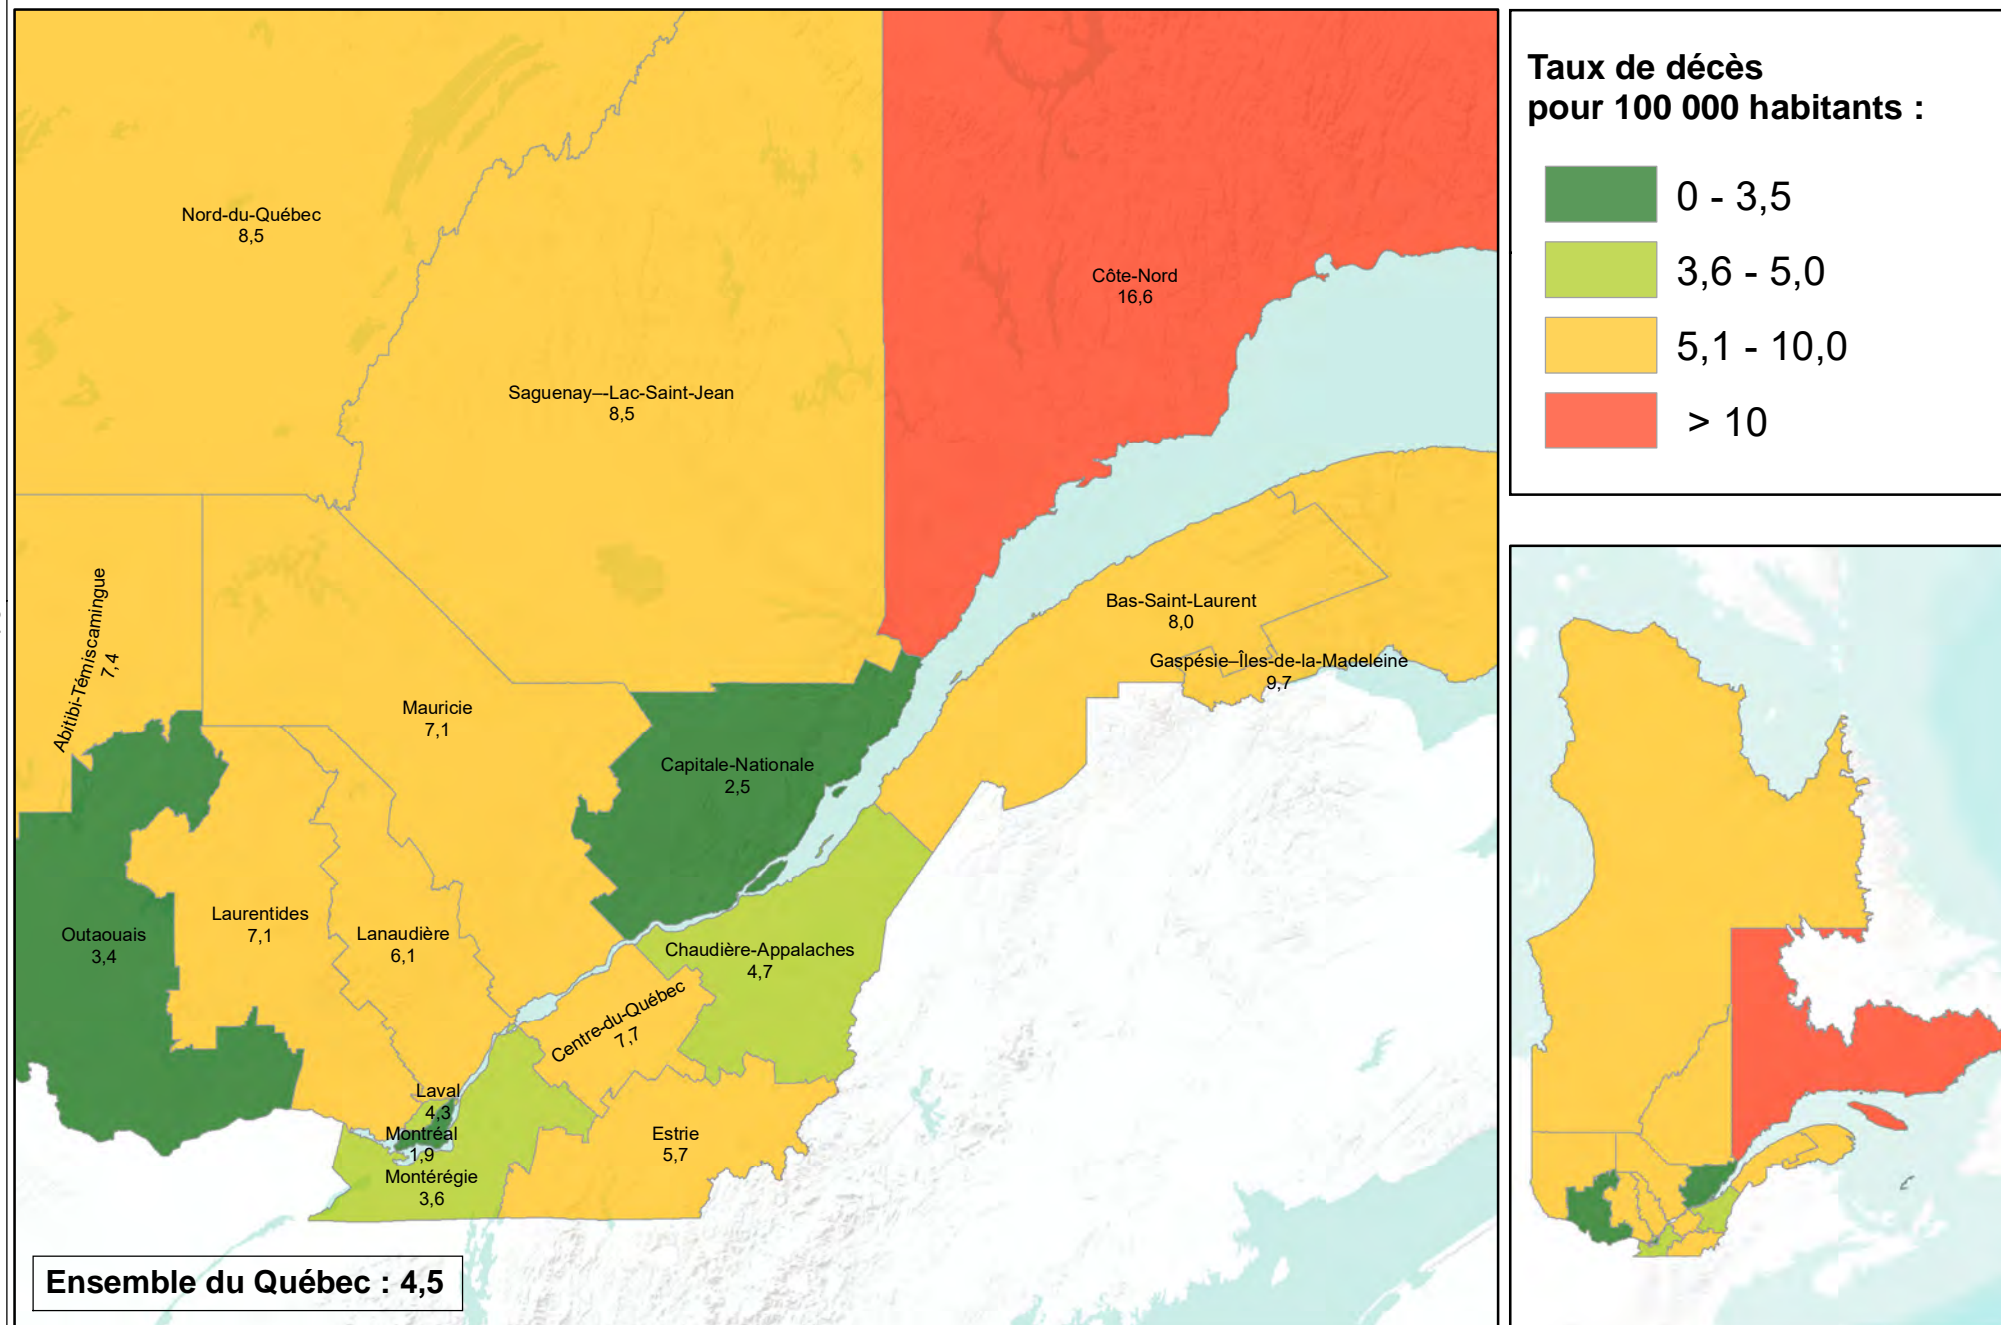 Nord-du-Québec
8,5
Saguenay—Lac-Saint-Jean
8,5
Côte-Nord
16,6
Abitibi-Témiscamingue
7,4
Mauricie
7,1
Capitale-Nationale
2,5
Bas-Saint-Laurent
8,0
Gaspésie–Îles-de-la-Madeleine
9,7
Outaouais
3,4
Laurentides
7,1
Lanaudière
6,1
Chaudière-Appalaches
4,7
Centre-du-Québec
7,7
Laval
4,3
Montréal
1,9
Montérégie
3,6
Estrie
5,7
Ensemble du Québec : 4,5
Taux de décès
pour 100 000 habitants :
0 - 3,5
3,6 - 5,0
5,1 - 10,0
> 10